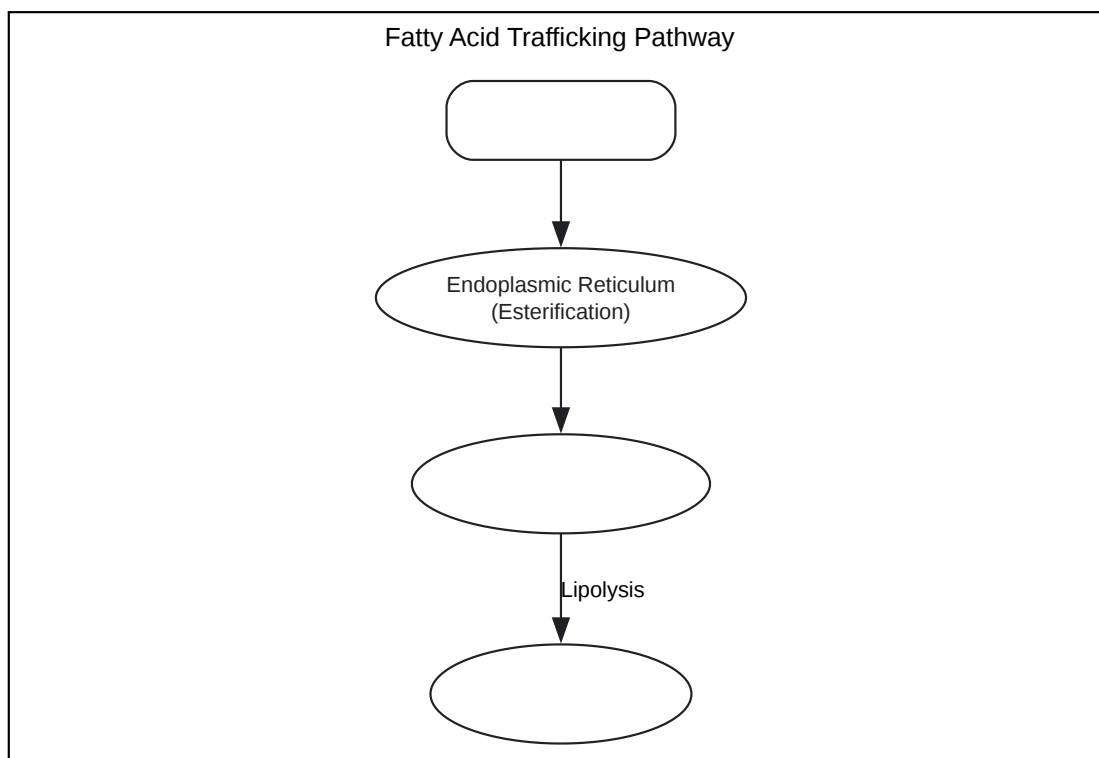 Fatty Acid Trafficking Pathway
Endoplasmic Reticulum
(Esterification)
Lipolysis